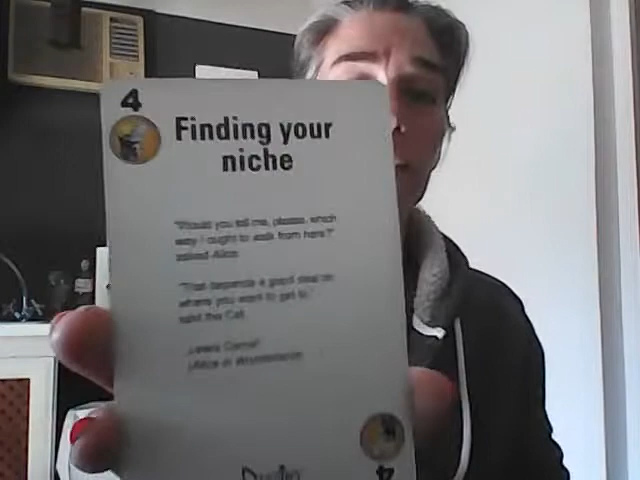 4
Finding your
niche
"Would you tell me, please, which
way I ought to walk from here?"
asked Alice.
"That depends a good deal on
where you want to get to,"
said the Cat.
Lewis Carroll
(Alice in Wonderland)
4